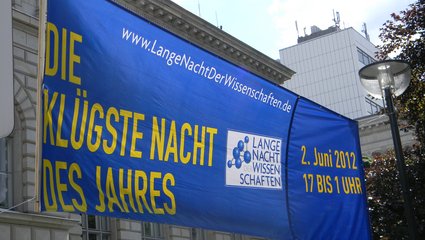 www.LangeNachtDerWissenschaften.de
DIE
KLÜGSTE NACHT
DES JAHRES
LANGE
NACHT
WISSEN
SCHAFTEN
2. Juni 2012
17 BIS 1 UHR